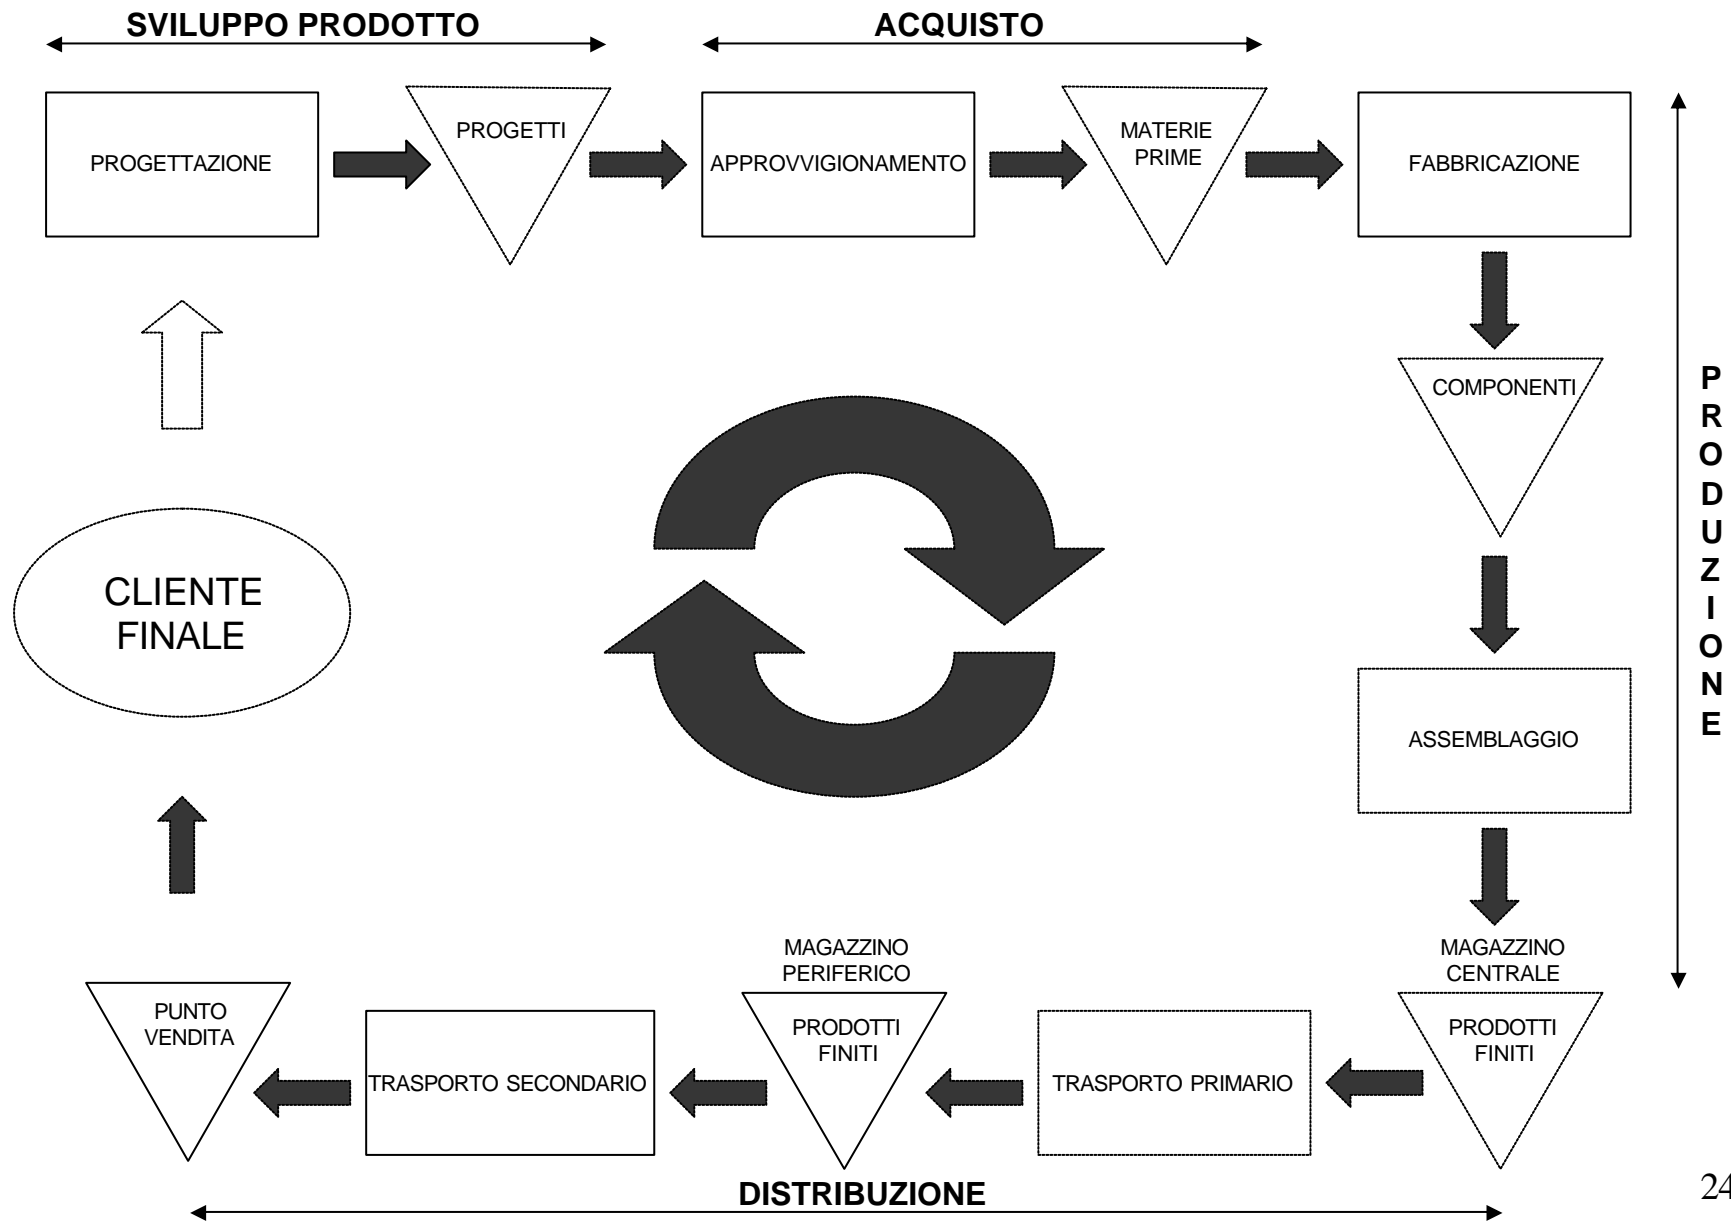 SVILUPPO PRODOTTO
ACQUISTO
PROGETTAZIONE
PROGETTI
APPROVVIGIONAMENTO
MATERIE
PRIME
FABBRICAZIONE
COMPONENTI
P
R
O
D
U
Z
I
O
N
E
CLIENTE
FINALE
ASSEMBLAGGIO
MAGAZZINO
CENTRALE
PRODOTTI
FINITI
TRASPORTO PRIMARIO
MAGAZZINO
PERIFERICO
PRODOTTI
FINITI
TRASPORTO SECONDARIO
PUNTO
VENDITA
DISTRIBUZIONE
24